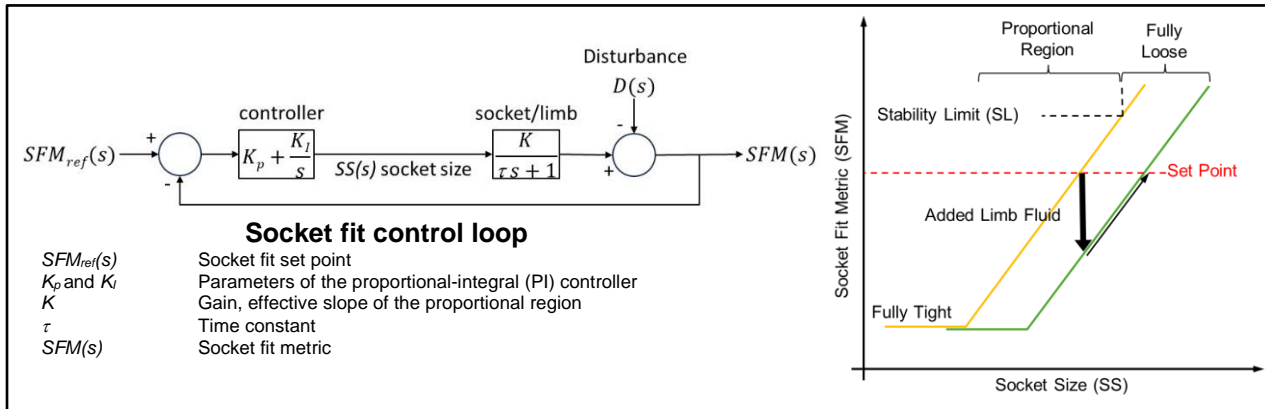 Disturbance
D(s)
controller
socket/limb
SFM_ref(s)
+
-
K_p + K_I/s
SS(s) socket size
K/(τ s + 1)
-
+
SFM(s)
Socket fit control loop
SFM_ref(s) Socket fit set point
K_p and K_I Parameters of the proportional-integral (PI) controller
K Gain, effective slope of the proportional region
τ Time constant
SFM(s) Socket fit metric
Proportional
Region
Fully
Loose
Stability Limit (SL)
Set Point
Added Limb Fluid
Fully Tight
Socket Fit Metric (SFM)
Socket Size (SS)